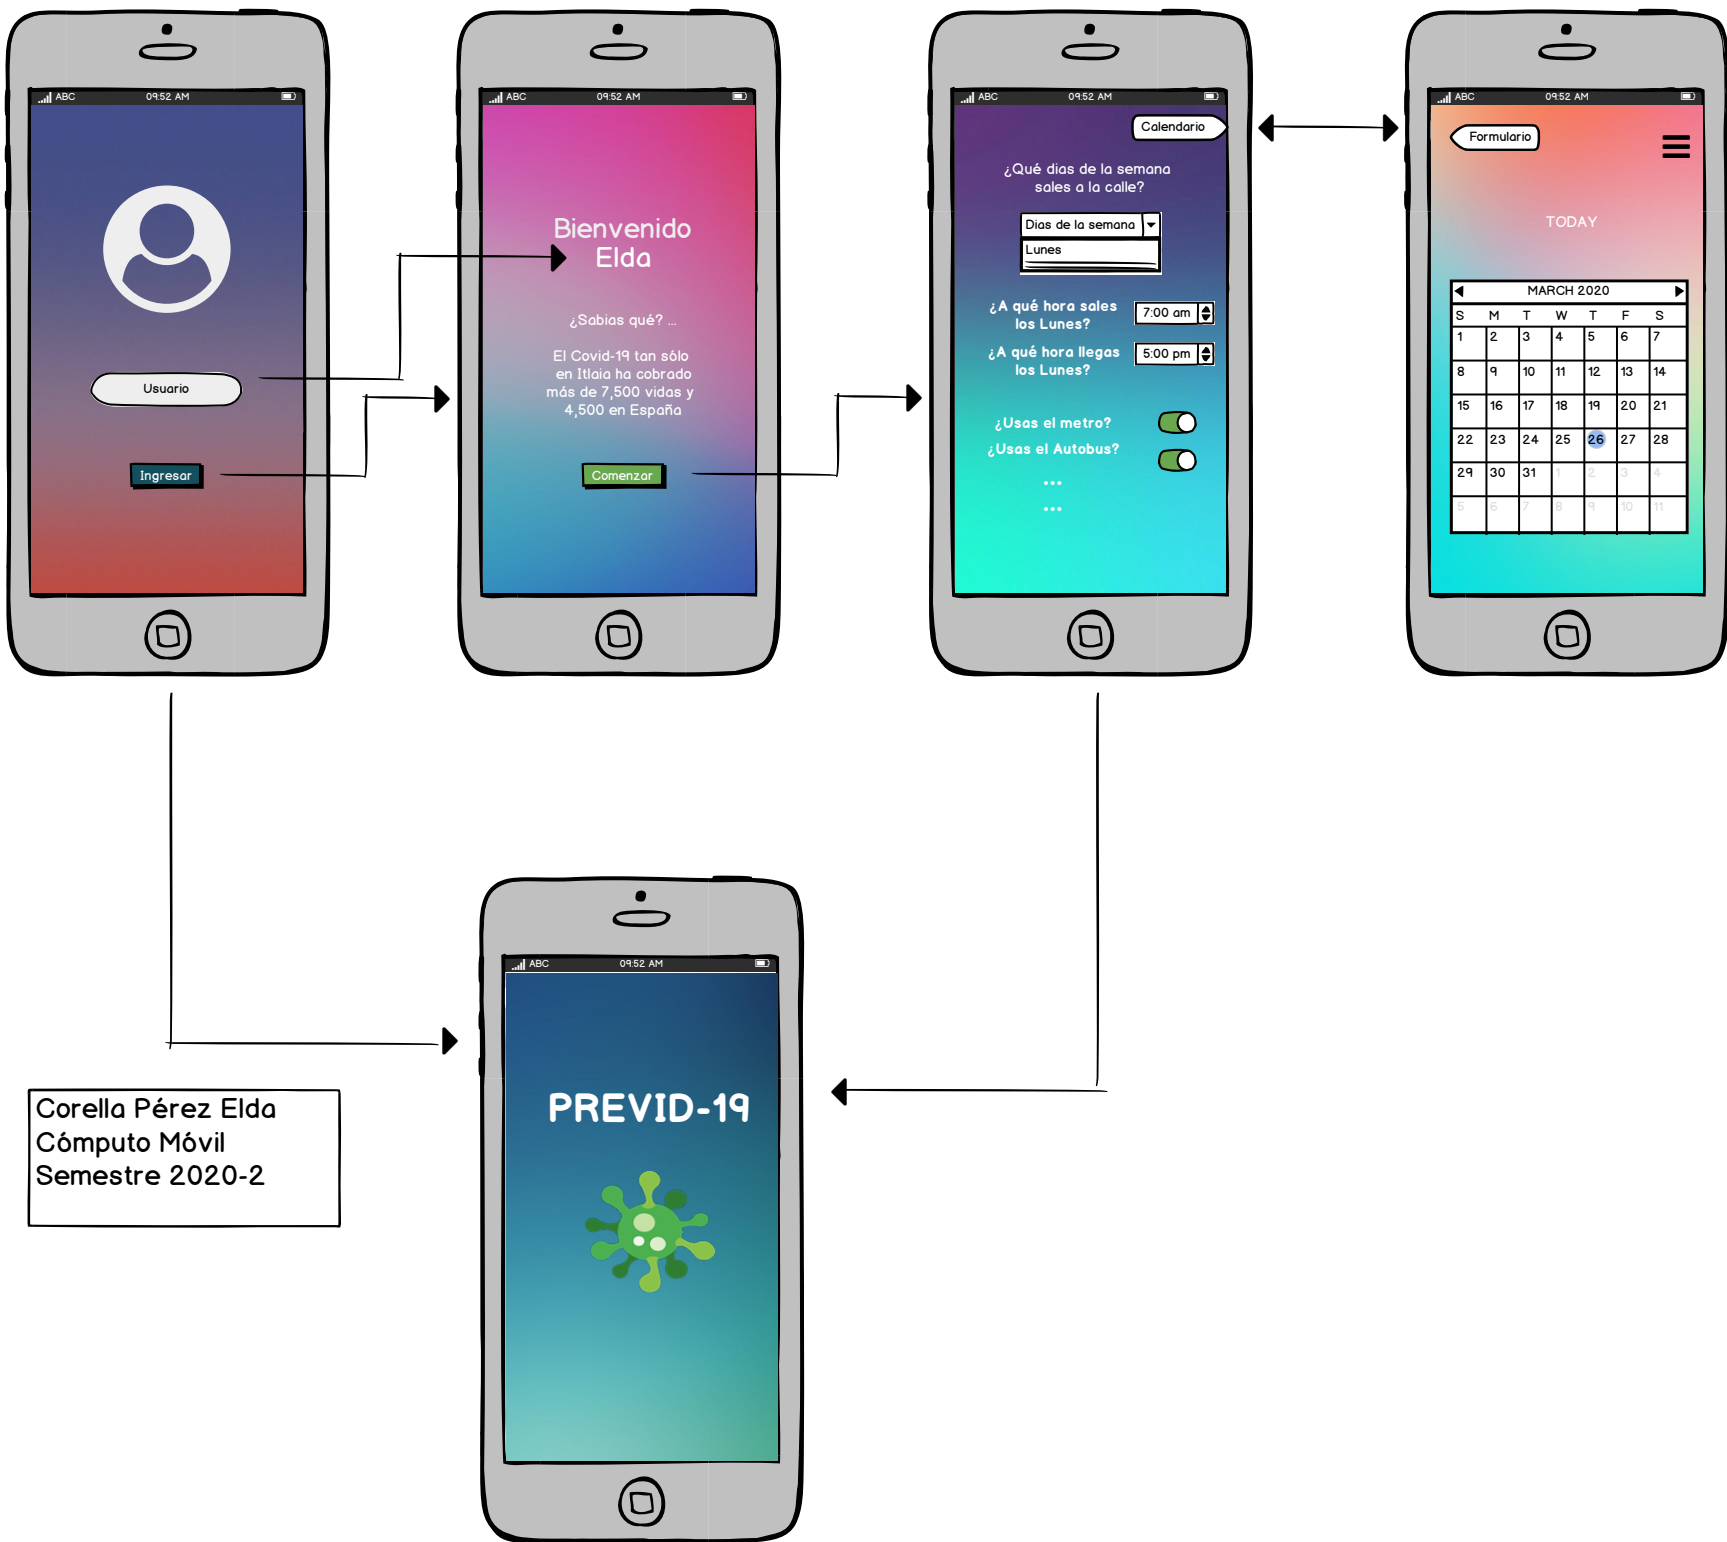 ABC 09:52 AM
Usuario
Ingresar
ABC 09:52 AM
Bienvenido
Elda
¿Sabias qué? ...
El Covid-19 tan sólo
en Itlaia ha cobrado
más de 7,500 vidas y
4,500 en España
Comenzar
ABC 09:52 AM
Calendario
¿Qué dias de la semana
sales a la calle?
Dias de la semana
Lunes
¿A qué hora sales
los Lunes?
7:00 am
¿A qué hora llegas
los Lunes?
5:00 pm
¿Usas el metro?
¿Usas el Autobus?
...
...
ABC 09:52 AM
Formulario
TODAY
MARCH 2020
S M T W T F S
1 2 3 4 5 6 7
8 9 10 11 12 13 14
15 16 17 18 19 20 21
22 23 24 25 26 27 28
29 30 31 1 2 3 4
5 6 7 8 9 10 11
ABC 09:52 AM
PREVID-19
Corella Pérez Elda
Cómputo Móvil
Semestre 2020-2